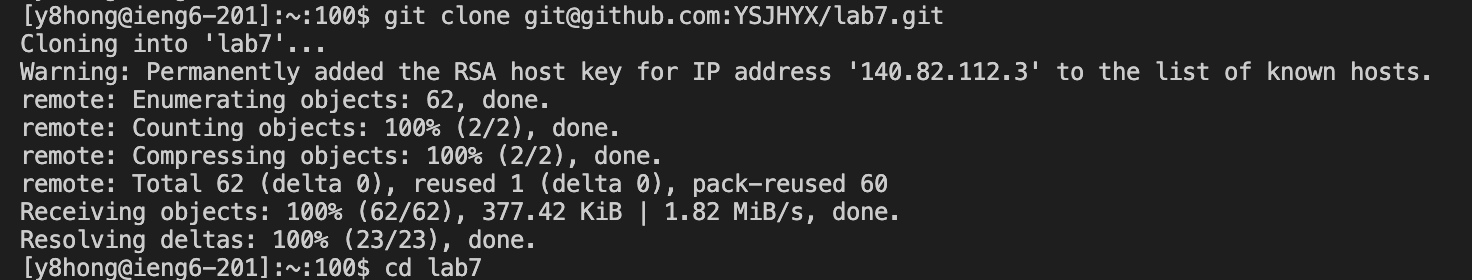 [y8hong@ieng6-201]:~:100$ git clone git@github.com:YSJHYX/lab7.git
Cloning into 'lab7'...
Warning: Permanently added the RSA host key for IP address '140.82.112.3' to the list of known hosts.
remote: Enumerating objects: 62, done.
remote: Counting objects: 100% (2/2), done.
remote: Compressing objects: 100% (2/2), done.
remote: Total 62 (delta 0), reused 1 (delta 0), pack-reused 60
Receiving objects: 100% (62/62), 377.42 KiB | 1.82 MiB/s, done.
Resolving deltas: 100% (23/23), done.
[y8hong@ieng6-201]:~:100$ cd lab7